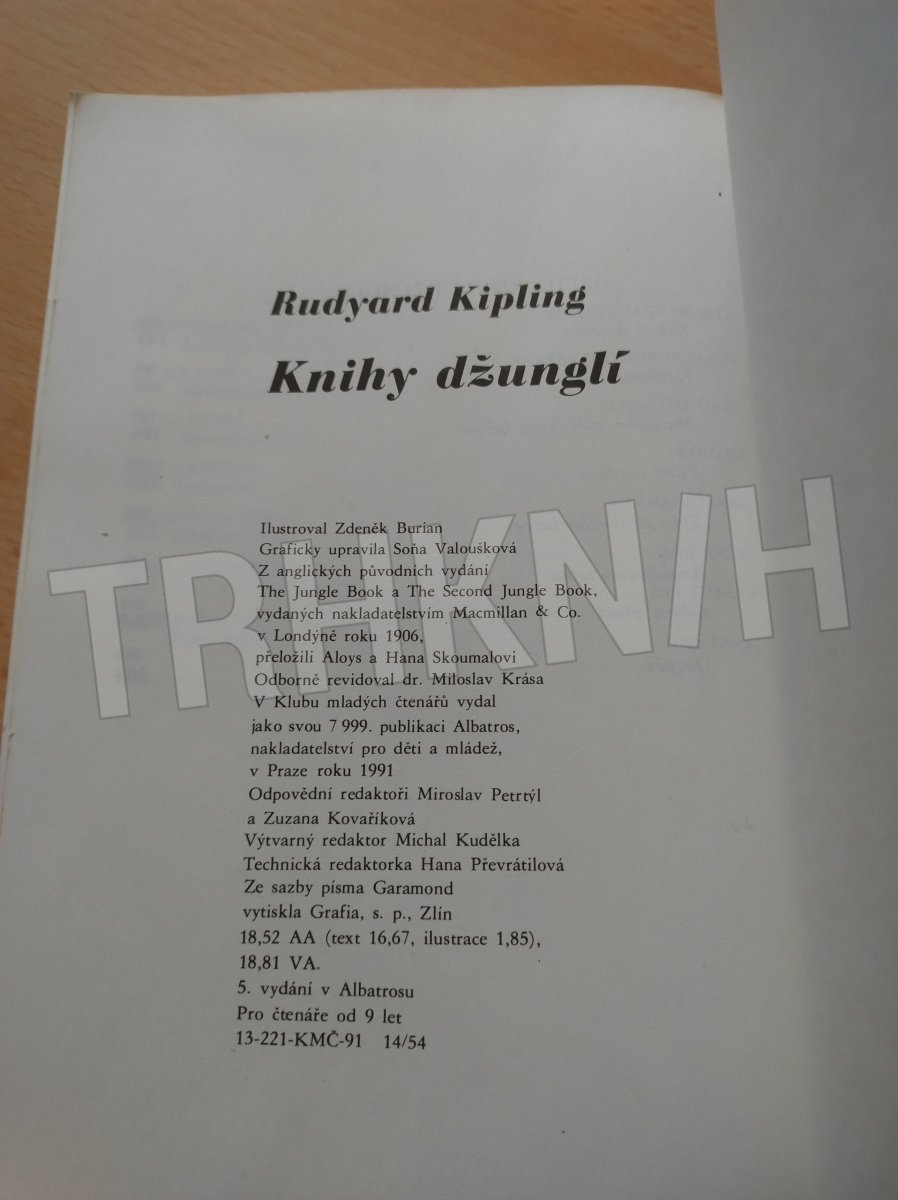 Rudyard Kipling
Knihy džunglí
Ilustroval Zdeněk Burian
Graficky upravila Soňa Valoušková
Z anglických původních vydání
The Jungle Book a The Second Jungle Book,
vydaných nakladatelstvím Macmillan & Co.
v Londýně roku 1906,
přeložili Aloys a Hana Skoumalovi
Odborně revidoval dr. Miloslav Krása
V Klubu mladých čtenářů vydal
jako svou 7 999. publikaci Albatros,
nakladatelství pro děti a mládež,
v Praze roku 1991
Odpovědní redaktoři Miroslav Petrtýl
a Zuzana Kovaříková
Výtvarný redaktor Michal Kudělka
Technická redaktorka Hana Převrátilová
Ze sazby písma Garamond
vytiskla Grafia, s. p., Zlín
18,52 AA (text 16,67, ilustrace 1,85),
18,81 VA.
5. vydání v Albatrosu
Pro čtenáře od 9 let
13-221-KMČ-91 14/54
TRHKNIH